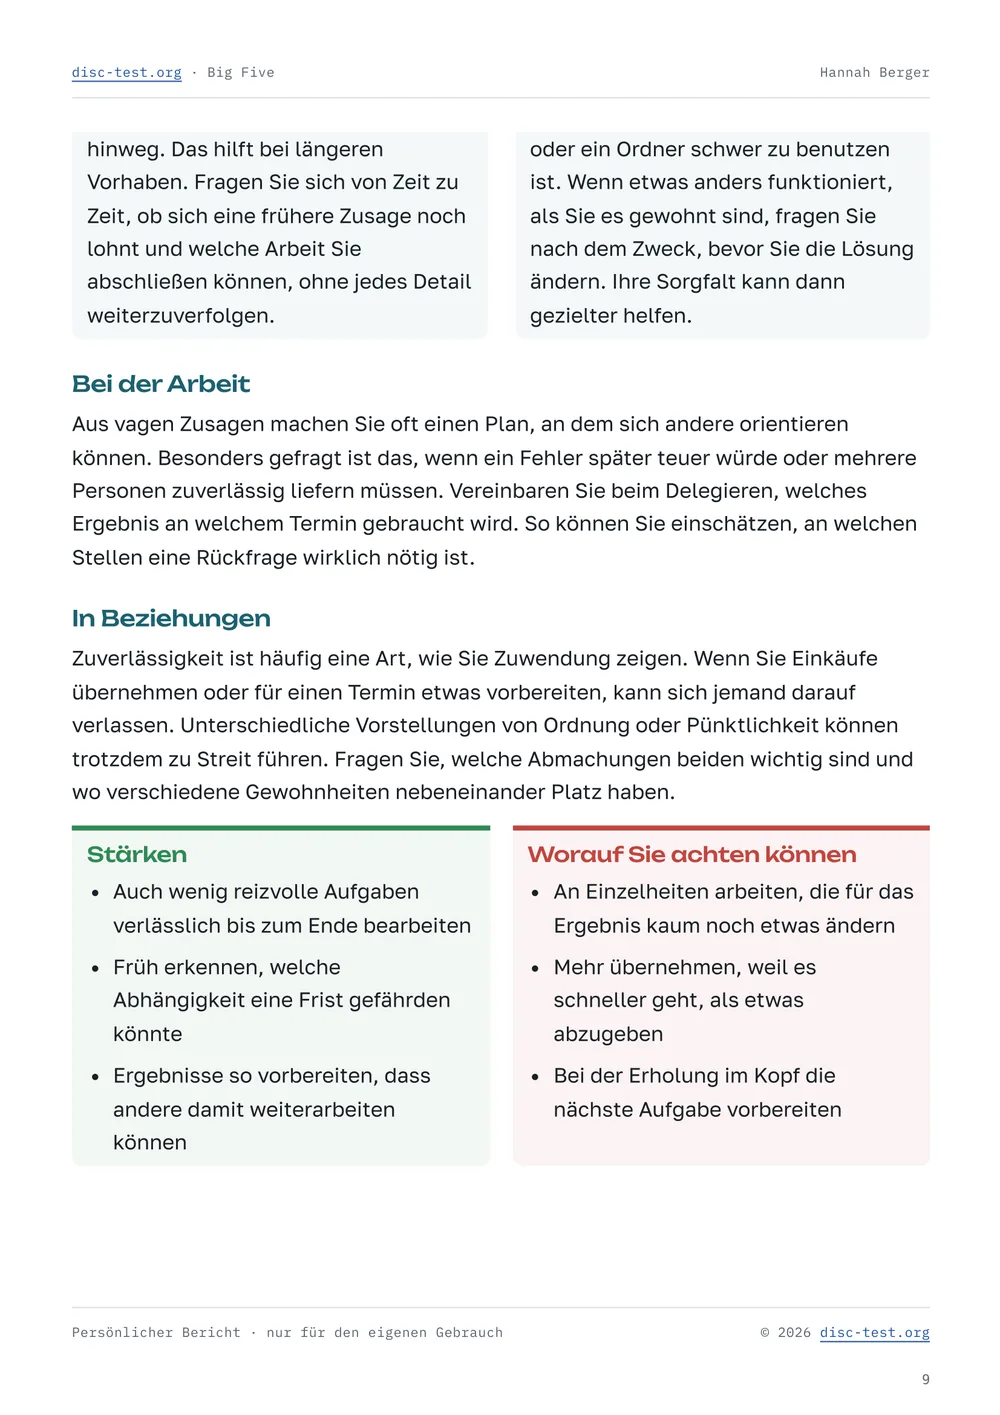 disc-test.org · Big Five
Hannah Berger
hinweg. Das hilft bei längeren
Vorhaben. Fragen Sie sich von Zeit zu
Zeit, ob sich eine frühere Zusage noch
lohnt und welche Arbeit Sie
abschließen können, ohne jedes Detail
weiterzuverfolgen.
oder ein Ordner schwer zu benutzen
ist. Wenn etwas anders funktioniert,
als Sie es gewohnt sind, fragen Sie
nach dem Zweck, bevor Sie die Lösung
ändern. Ihre Sorgfalt kann dann
gezielter helfen.
Bei der Arbeit
Aus vagen Zusagen machen Sie oft einen Plan, an dem sich andere orientieren
können. Besonders gefragt ist das, wenn ein Fehler später teuer würde oder mehrere
Personen zuverlässig liefern müssen. Vereinbaren Sie beim Delegieren, welches
Ergebnis an welchem Termin gebraucht wird. So können Sie einschätzen, an welchen
Stellen eine Rückfrage wirklich nötig ist.
In Beziehungen
Zuverlässigkeit ist häufig eine Art, wie Sie Zuwendung zeigen. Wenn Sie Einkäufe
übernehmen oder für einen Termin etwas vorbereiten, kann sich jemand darauf
verlassen. Unterschiedliche Vorstellungen von Ordnung oder Pünktlichkeit können
trotzdem zu Streit führen. Fragen Sie, welche Abmachungen beiden wichtig sind und
wo verschiedene Gewohnheiten nebeneinander Platz haben.
Stärken
• Auch wenig reizvolle Aufgaben
verlässlich bis zum Ende bearbeiten
• Früh erkennen, welche
Abhängigkeit eine Frist gefährden
könnte
• Ergebnisse so vorbereiten, dass
andere damit weiterarbeiten
können
Worauf Sie achten können
• An Einzelheiten arbeiten, die für das
Ergebnis kaum noch etwas ändern
• Mehr übernehmen, weil es
schneller geht, als etwas
abzugeben
• Bei der Erholung im Kopf die
nächste Aufgabe vorbereiten
Persönlicher Bericht · nur für den eigenen Gebrauch
© 2026 disc-test.org
9